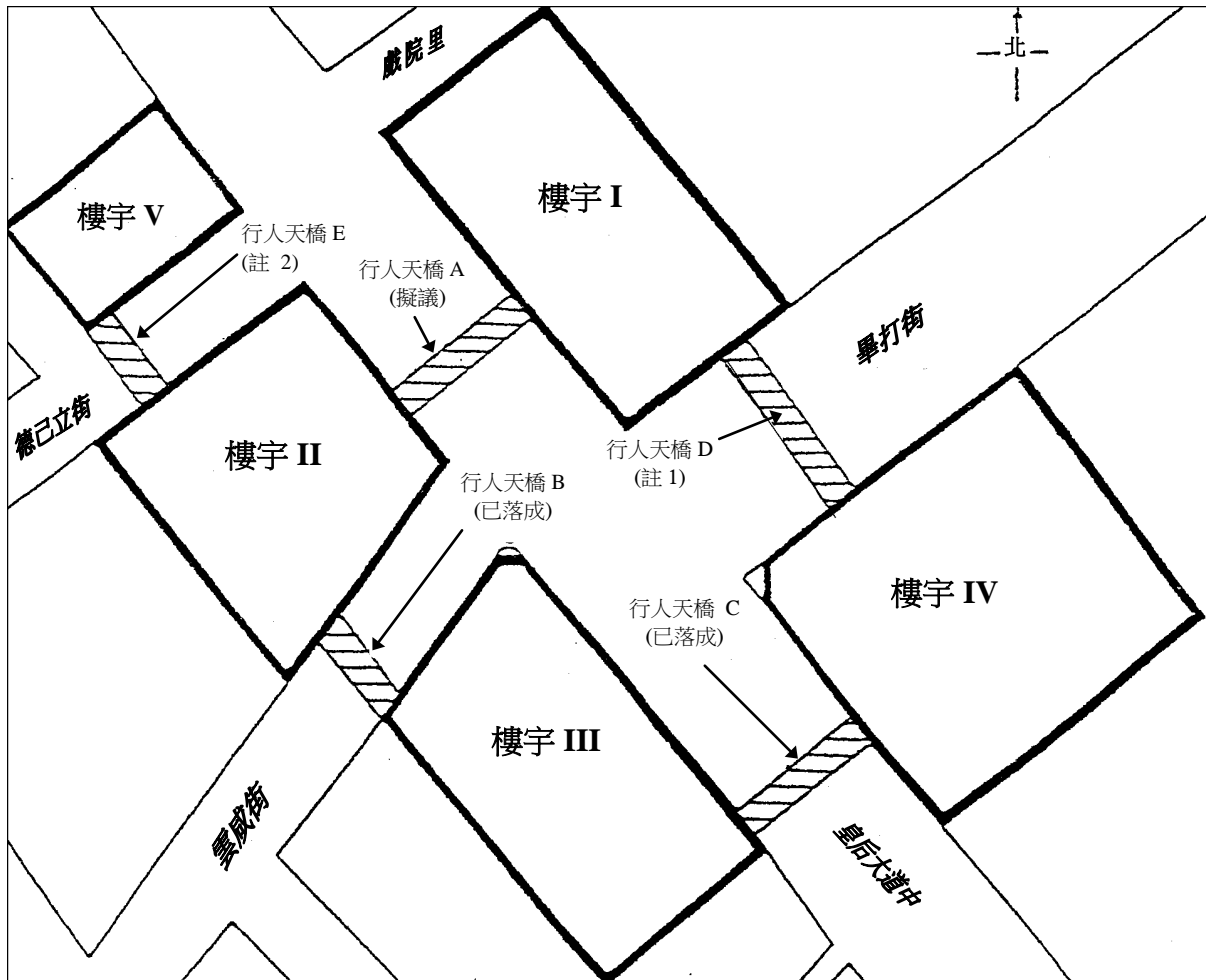 戲院里
北
樓宇 V
樓宇 I
行人天橋 E
(註 2)
行人天橋 A
(擬議)
畢打街
德己立街
樓宇 II
行人天橋 D
(註 1)
行人天橋 B
(已落成)
樓宇 IV
行人天橋 C
(已落成)
樓宇 III
雲咸街
皇后大道中